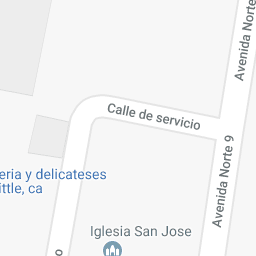 Avenida Norte
Calle de servicio
Avenida Norte 9
eria y delicateses
ittle, ca
Iglesia San Jose
o